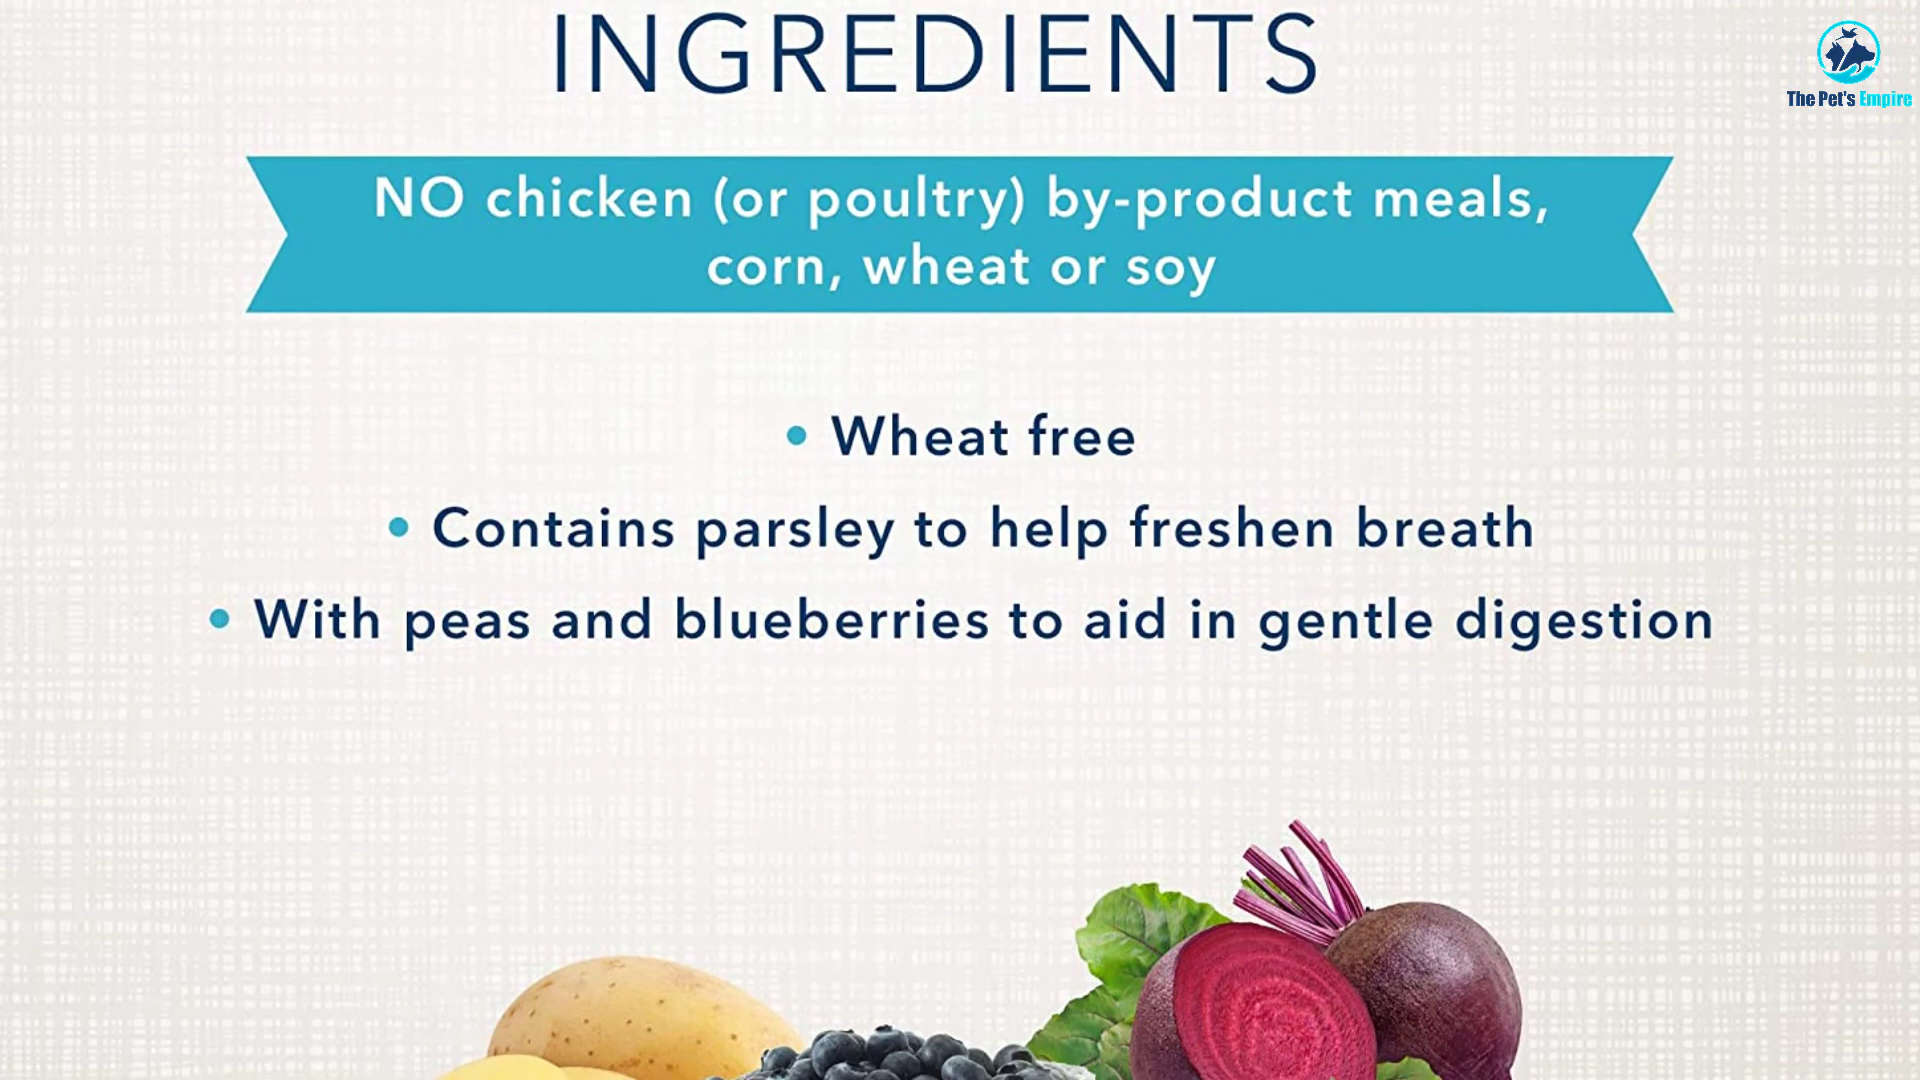 INGREDIENTS
The Pet's Empire
NO chicken (or poultry) by-product meals,
corn, wheat or soy
• Wheat free
• Contains parsley to help freshen breath
• With peas and blueberries to aid in gentle digestion